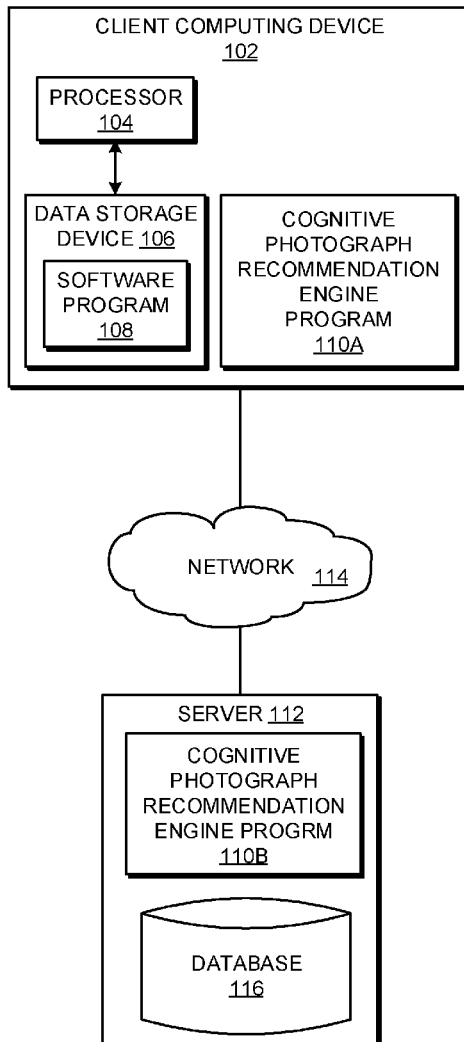 CLIENT COMPUTING DEVICE
102
PROCESSOR
104
DATA STORAGE
DEVICE 106
SOFTWARE
PROGRAM
108
COGNITIVE
PHOTOGRAPH
RECOMMENDATION
ENGINE
PROGRAM
110A
NETWORK 114
SERVER 112
COGNITIVE
PHOTOGRAPH
RECOMMENDATION
ENGINE PROGRM
110B
DATABASE
116